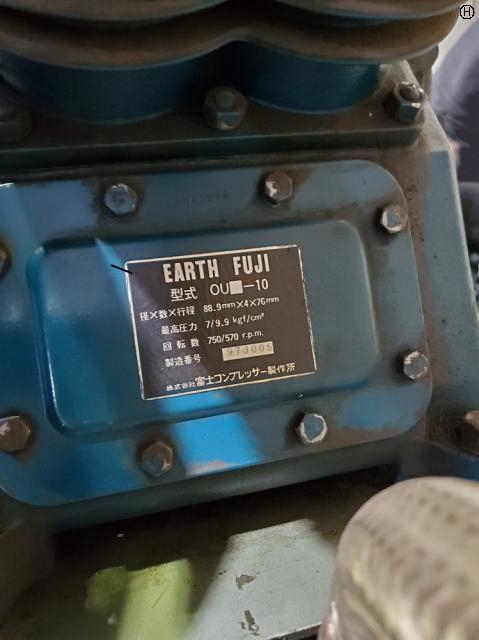 EARTH FUJI
型式 OU■-10
径×数×行径 88.9mm×4×76mm
最高圧力 7/9.9 kgf/cm²
回転数 750/570 r.p.m.
製造番号 97J005
株式会社富士コンプレッサー製作所
H